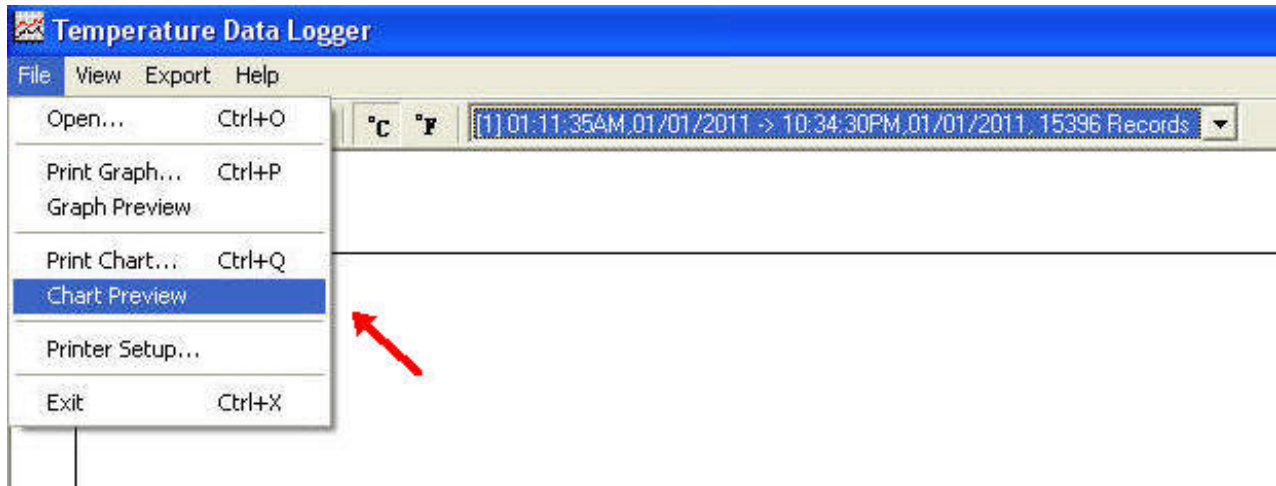 Temperature Data Logger
File View Export Help
Open... Ctrl+O
°C °F [1] 01:11:35AM,01/01/2011 -> 10:34:30PM,01/01/2011, 15396 Records
Print Graph... Ctrl+P
Graph Preview
Print Chart... Ctrl+Q
Chart Preview
Printer Setup...
Exit Ctrl+X